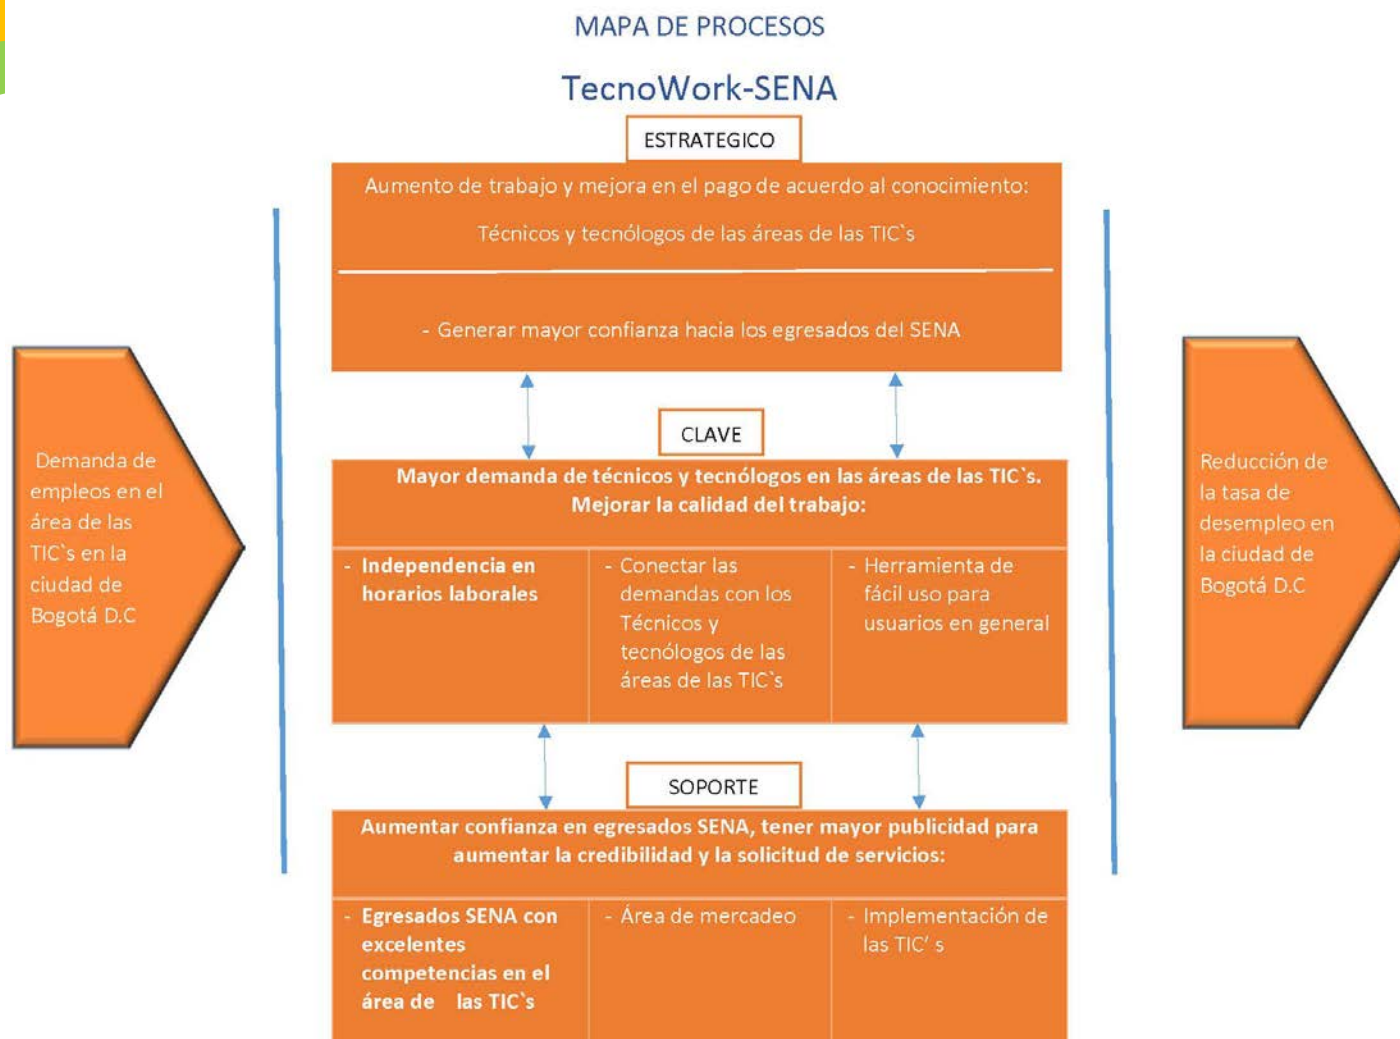 MAPA DE PROCESOS
TecnoWork-SENA
ESTRATEGICO
Aumento de trabajo y mejora en el pago de acuerdo al conocimiento:
Técnicos y tecnólogos de las áreas de las TIC`s
- Generar mayor confianza hacia los egresados del SENA
Demanda de
empleos en el
área de las
TIC`s en la
ciudad de
Bogotá D.C
CLAVE
Mayor demanda de técnicos y tecnólogos en las áreas de las TIC`s.
Mejorar la calidad del trabajo:
- Independencia en
horarios laborales
- Conectar las
demandas con los
Técnicos y
tecnólogos de las
áreas de las TIC`s
- Herramienta de
fácil uso para
usuarios en general
Reducción de
la tasa de
desempleo en
la ciudad de
Bogotá D.C
SOPORTE
Aumentar confianza en egresados SENA, tener mayor publicidad para
aumentar la credibilidad y la solicitud de servicios:
- Egresados SENA con
excelentes
competencias en el
área de las TIC`s
- Área de mercadeo
- Implementación de
las TIC’ s